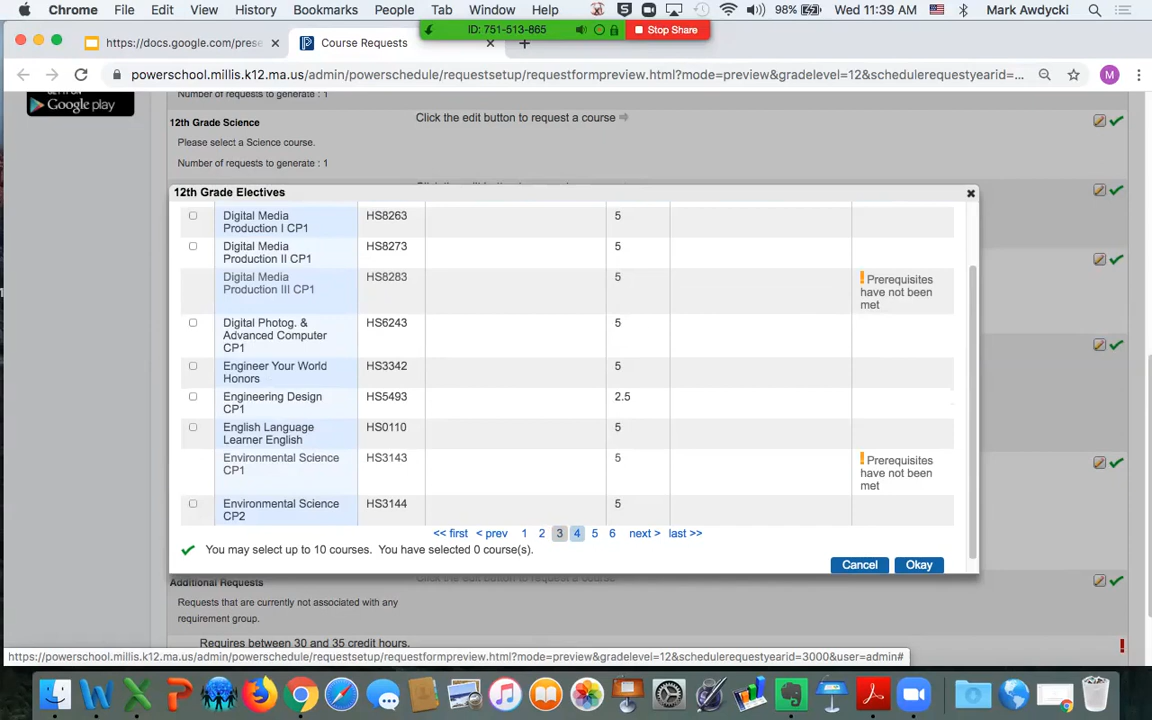 Chrome File Edit View History Bookmarks People Tab Window Help 98% Wed 11:39 AM Mark Awdycki
ID: 751-513-865 Stop Share
https://docs.google.com/prese × Course Requests × +
powerschool.millis.k12.ma.us/admin/powerschedule/requestsetup/requestformpreview.html?mode=preview&gradelevel=12&schedulerequestyearid=... M
Google play
Number of requests to generate : 1
12th Grade Science Click the edit button to request a course
Please select a Science course.
Number of requests to generate : 1
12th Grade Electives
Digital Media HS8263 5
Production I CP1
Digital Media HS8273 5
Production II CP1
Digital Media HS8283 5 Prerequisites
Production III CP1 have not been
met
Digital Photog. & HS6243 5
Advanced Computer
CP1
Engineer Your World HS3342 5
Honors
Engineering Design HS5493 2.5
CP1
English Language HS0110 5
Learner English
Environmental Science HS3143 5 Prerequisites
CP1 have not been
met
Environmental Science HS3144 5
CP2
<< first < prev 1 2 3 4 5 6 next > last >>
You may select up to 10 courses. You have selected 0 course(s).
Cancel Okay
Additional Requests Click the edit button to request a course
Requests that are currently not associated with any
requirement group.
Requires between 30 and 35 credit hours.
https://powerschool.millis.k12.ma.us/admin/powerschedule/requestsetup/requestformpreview.html?mode=preview&gradelevel=12&schedulerequestyearid=3000&user=admin#